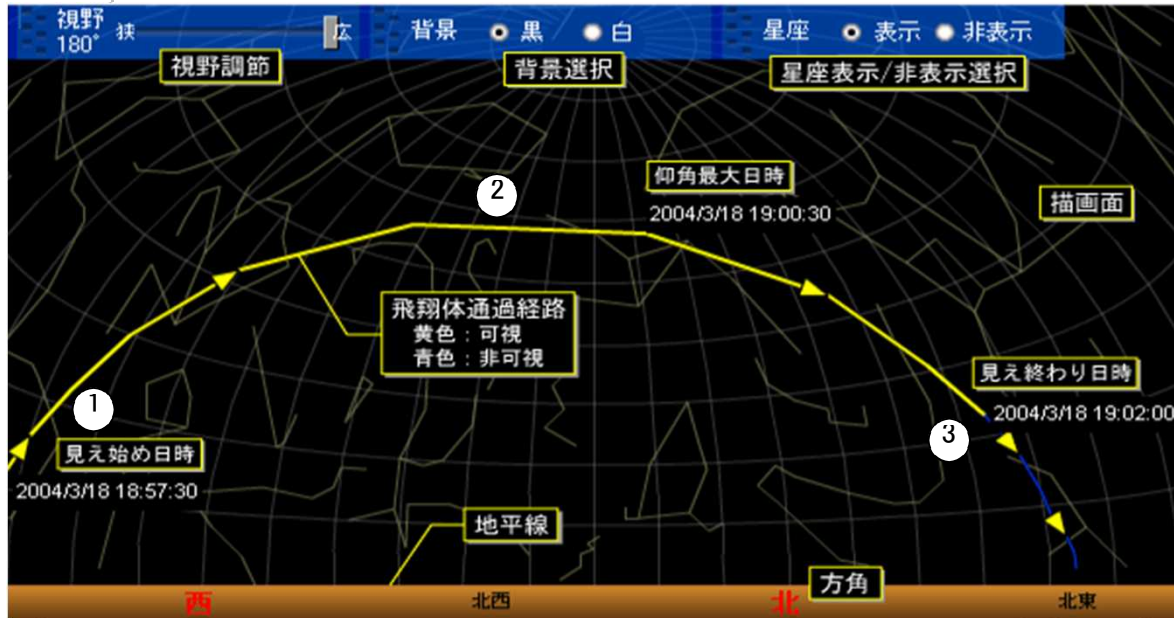 視野 180° 狭 広 背景 黒 白 星座 表示 非表示
視野調節 背景選択 星座表示/非表示選択
②
仰角最大日時
2004/3/18 19:00:30
描画面
飛翔体通過経路
黄色：可視
青色：非可視
見え終わり日時
2004/3/18 19:02:00
①
③
見え始め日時
2004/3/18 18:57:30
地平線
方角
西 北西 北 北東